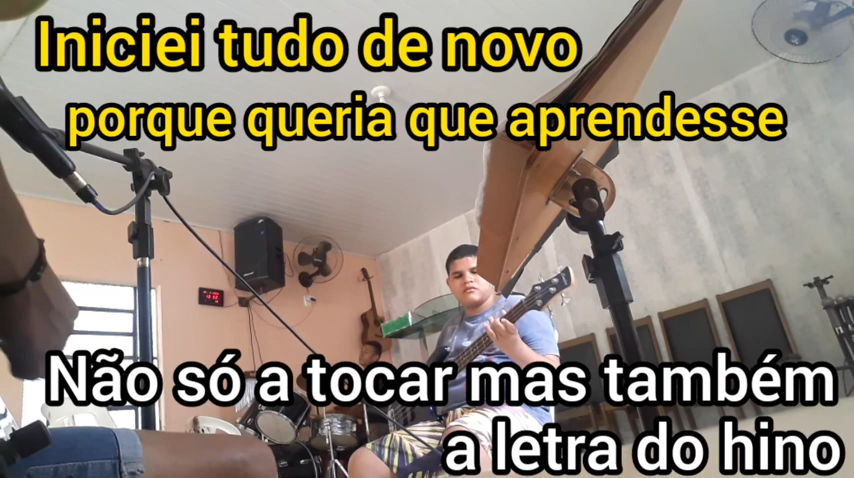 Iniciei tudo de novo
porque queria que aprendesse
Não só a tocar mas também
a letra do hino